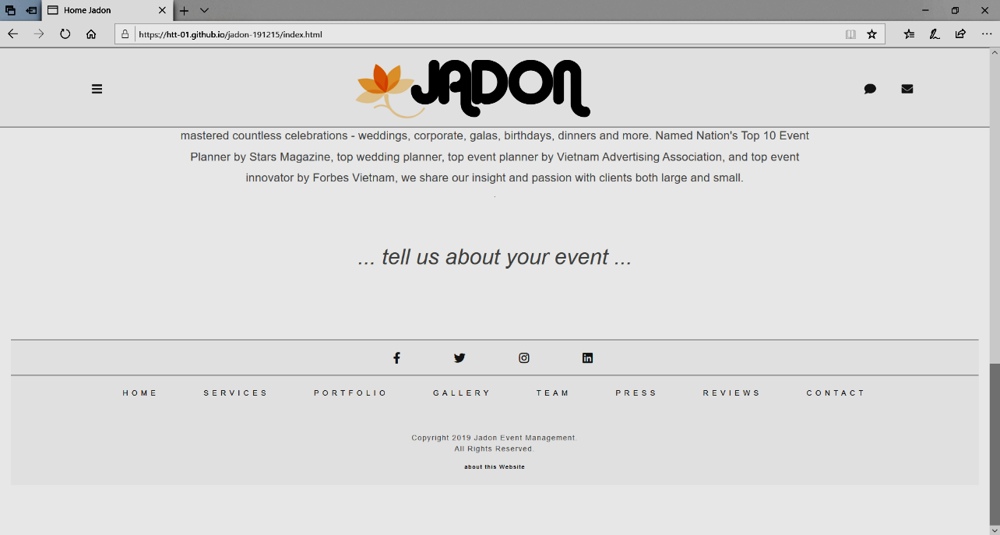 Home Jadon
https://htt-01.github.io/jadon-191215/index.html
JADON
mastered countless celebrations - weddings, corporate, galas, birthdays, dinners and more. Named Nation's Top 10 Event
Planner by Stars Magazine, top wedding planner, top event planner by Vietnam Advertising Association, and top event
innovator by Forbes Vietnam, we share our insight and passion with clients both large and small.
.
... tell us about your event ...
HOME SERVICES PORTFOLIO GALLERY TEAM PRESS REVIEWS CONTACT
Copyright 2019 Jadon Event Management.
All Rights Reserved.
about this Website